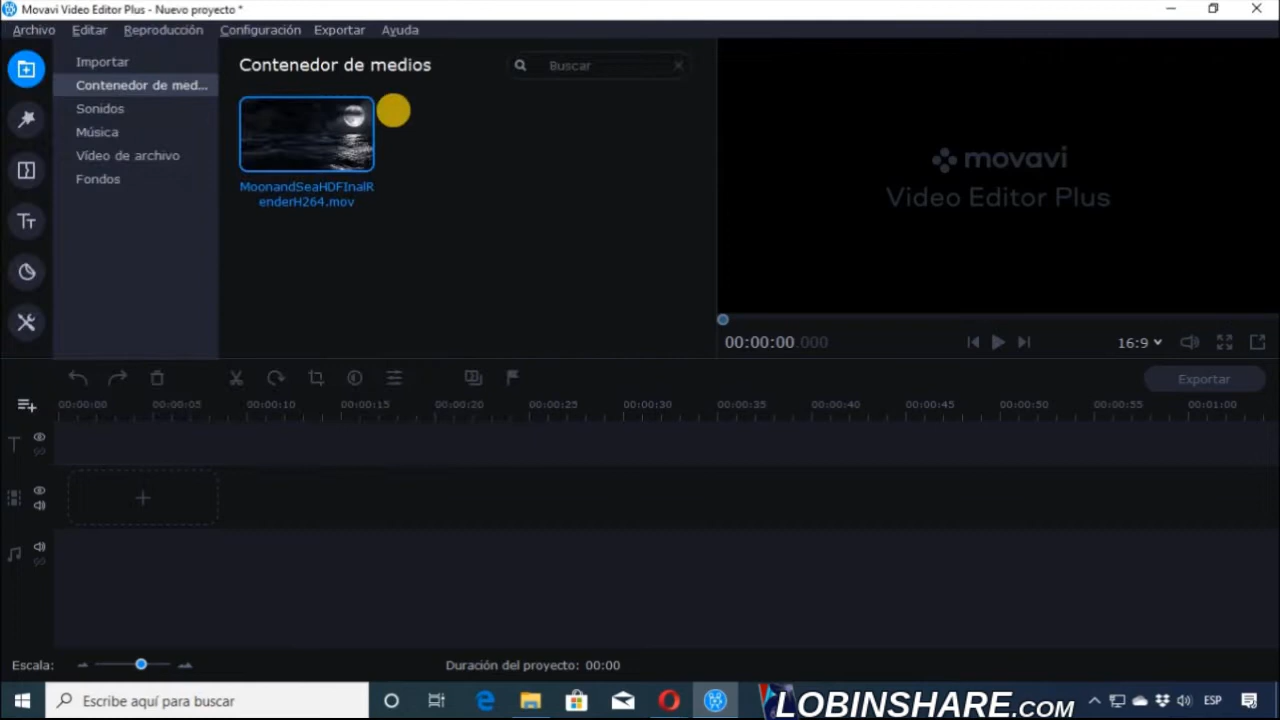 Movavi Video Editor Plus - Nuevo proyecto *
Archivo Editar Reproducción Configuración Exportar Ayuda
Importar
Contenedor de med...
Sonidos
Música
Vídeo de archivo
Fondos
Contenedor de medios
Buscar
MoonandSeaHDFInalR
enderH264.mov
movavi
Video Editor Plus
00:00:00.000
16:9
Exportar
00:00:00 00:00:05 00:00:10 00:00:15 00:00:20 00:00:25 00:00:30 00:00:35 00:00:40 00:00:45 00:00:50 00:00:55 00:01:00
Escala:
Duración del proyecto: 00:00
Escribe aquí para buscar
LOBINSHARE.COM
ESP